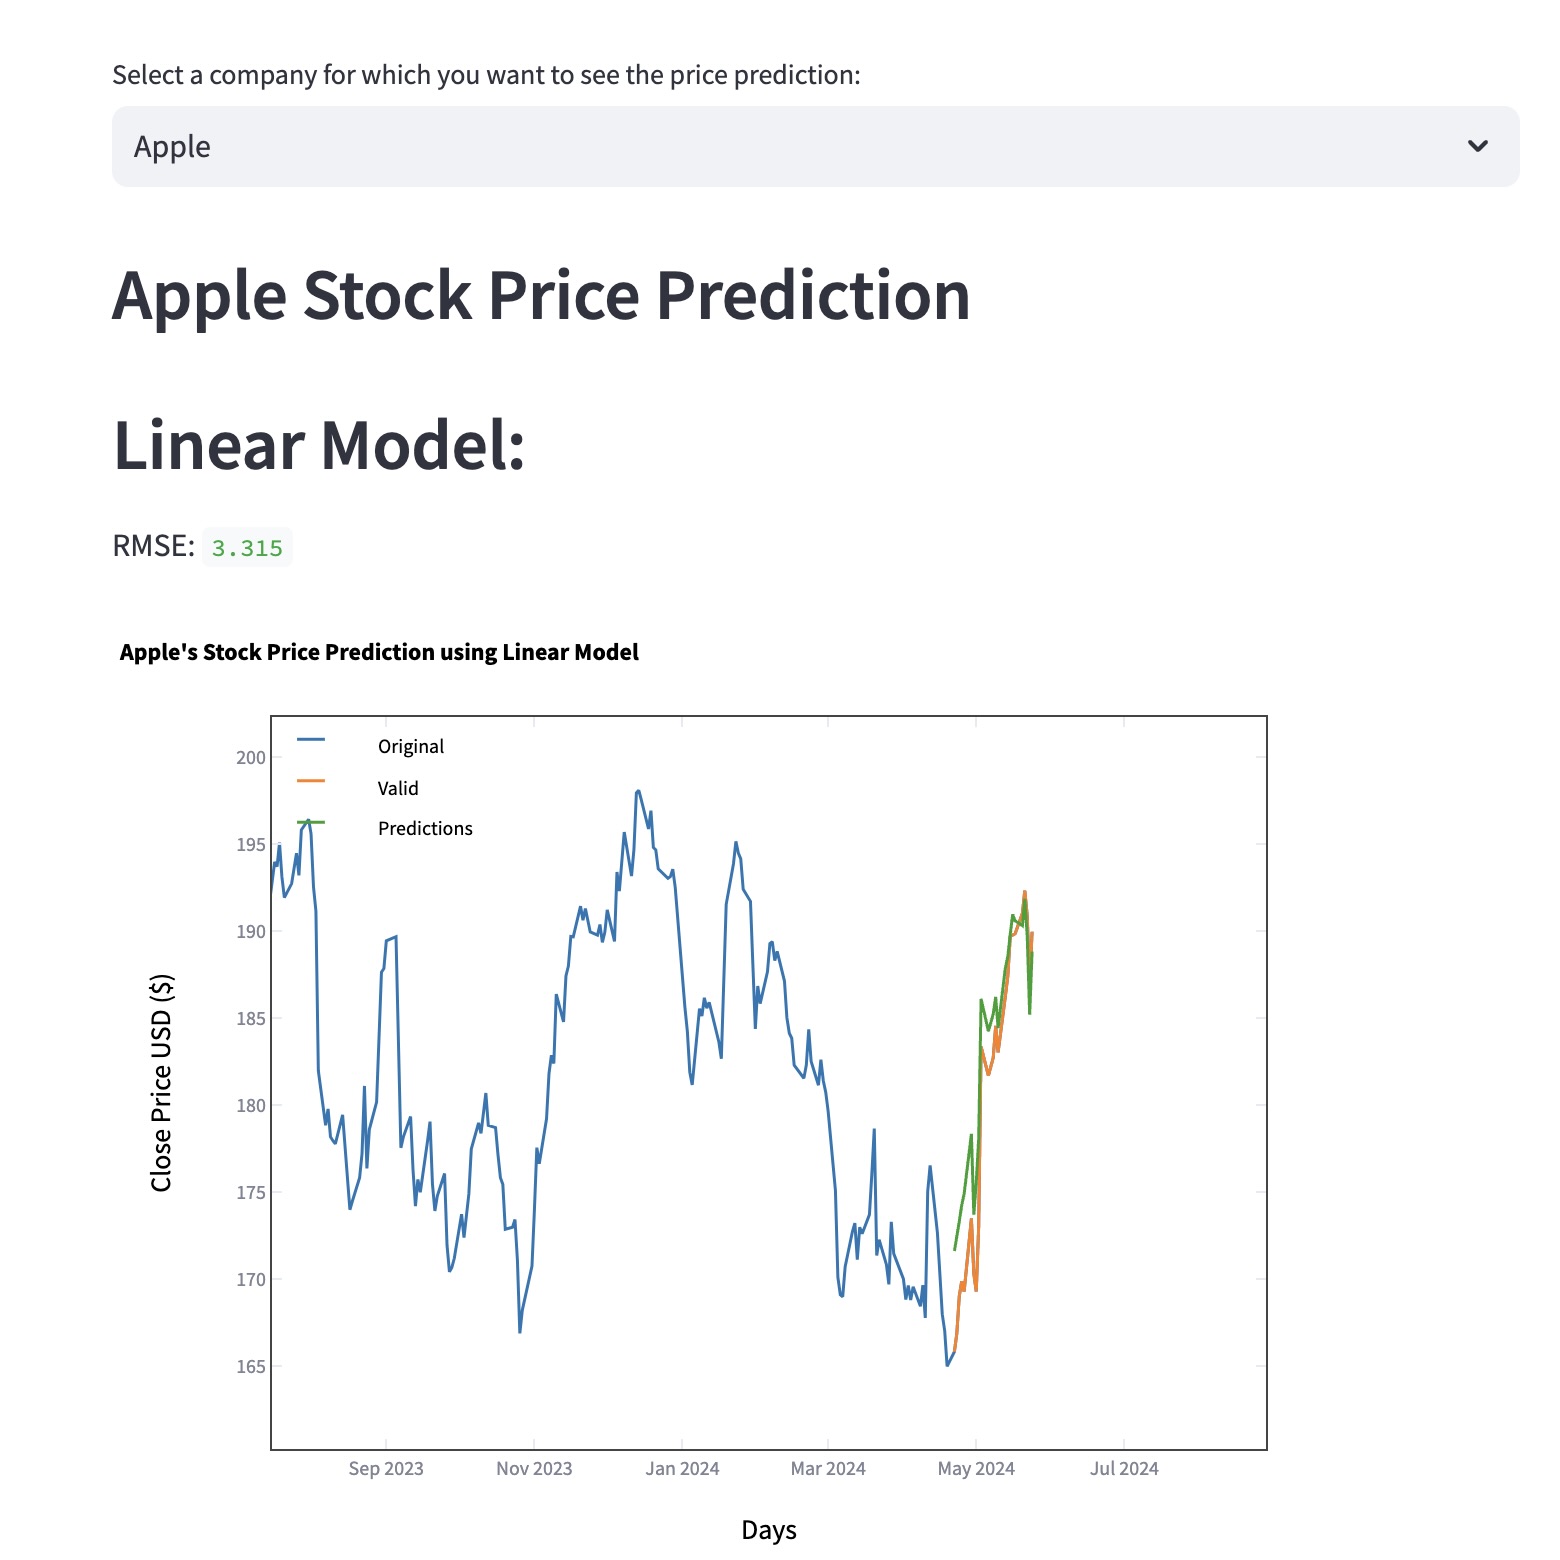 Select a company for which you want to see the price prediction:
Apple
Apple Stock Price Prediction
Linear Model:
RMSE: 3.315
Apple's Stock Price Prediction using Linear Model
Original
Valid
Predictions
200
195
190
185
180
175
170
165
Close Price USD ($)
Sep 2023 Nov 2023 Jan 2024 Mar 2024 May 2024 Jul 2024
Days